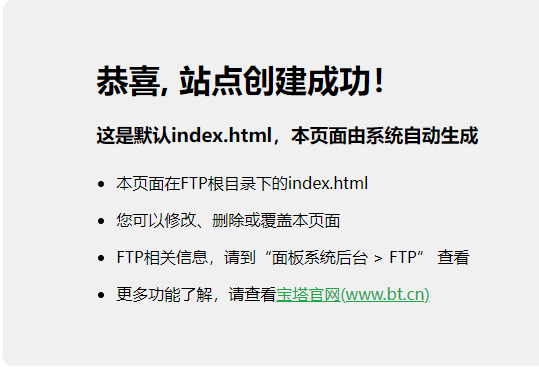 恭喜, 站点创建成功！
这是默认index.html，本页面由系统自动生成
本页面在FTP根目录下的index.html
您可以修改、删除或覆盖本页面
FTP相关信息，请到“面板系统后台 > FTP” 查看
更多功能了解，请查看宝塔官网(www.bt.cn)